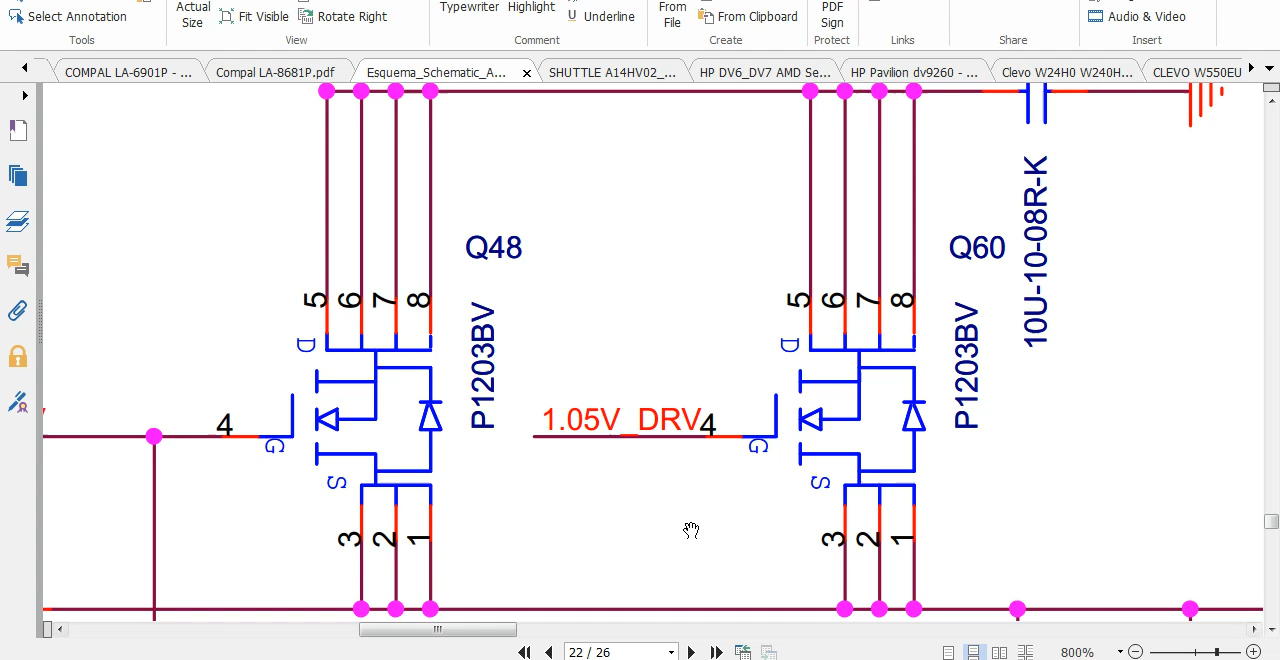 Select Annotation
Actual
Size
Fit Visible
Rotate Right
Typewriter
Highlight
Underline
From
File
From Clipboard
PDF
Sign
Audio & Video
Tools
View
Comment
Create
Protect
Links
Share
Insert
COMPAL LA-6901P - ...
Compal LA-8681P.pdf
Esquema_Schematic_A...
SHUTTLE A14HV02_...
HP DV6_DV7 AMD Se...
HP Pavilion dv9260 - ...
Clevo W24H0 W240H...
CLEVO W550EU
Q48
5 6 7 8
D
P1203BV
4
G
S
3 2 1
Q60
10U-10-08R-K
5 6 7 8
D
P1203BV
1.05V_DRV
4
G
S
3 2 1
22 / 26
800%